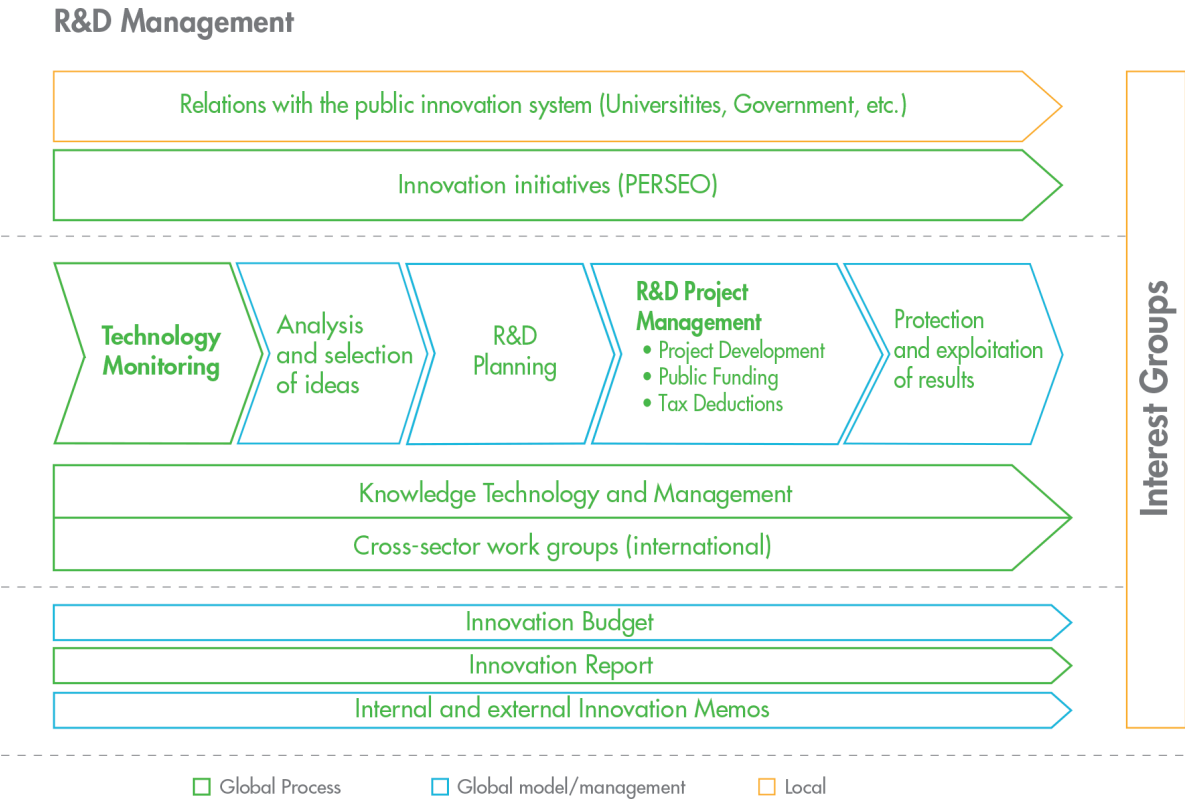 R&D Management
Relations with the public innovation system (Universitites, Government, etc.)
Innovation initiatives (PERSEO)
Technology
Monitoring
Analysis
and selection
of ideas
R&D
Planning
R&D Project
Management
• Project Development
• Public Funding
• Tax Deductions
Protection
and exploitation
of results
Knowledge Technology and Management
Cross-sector work groups (international)
Innovation Budget
Innovation Report
Internal and external Innovation Memos
Interest Groups
Global Process
Global model/management
Local